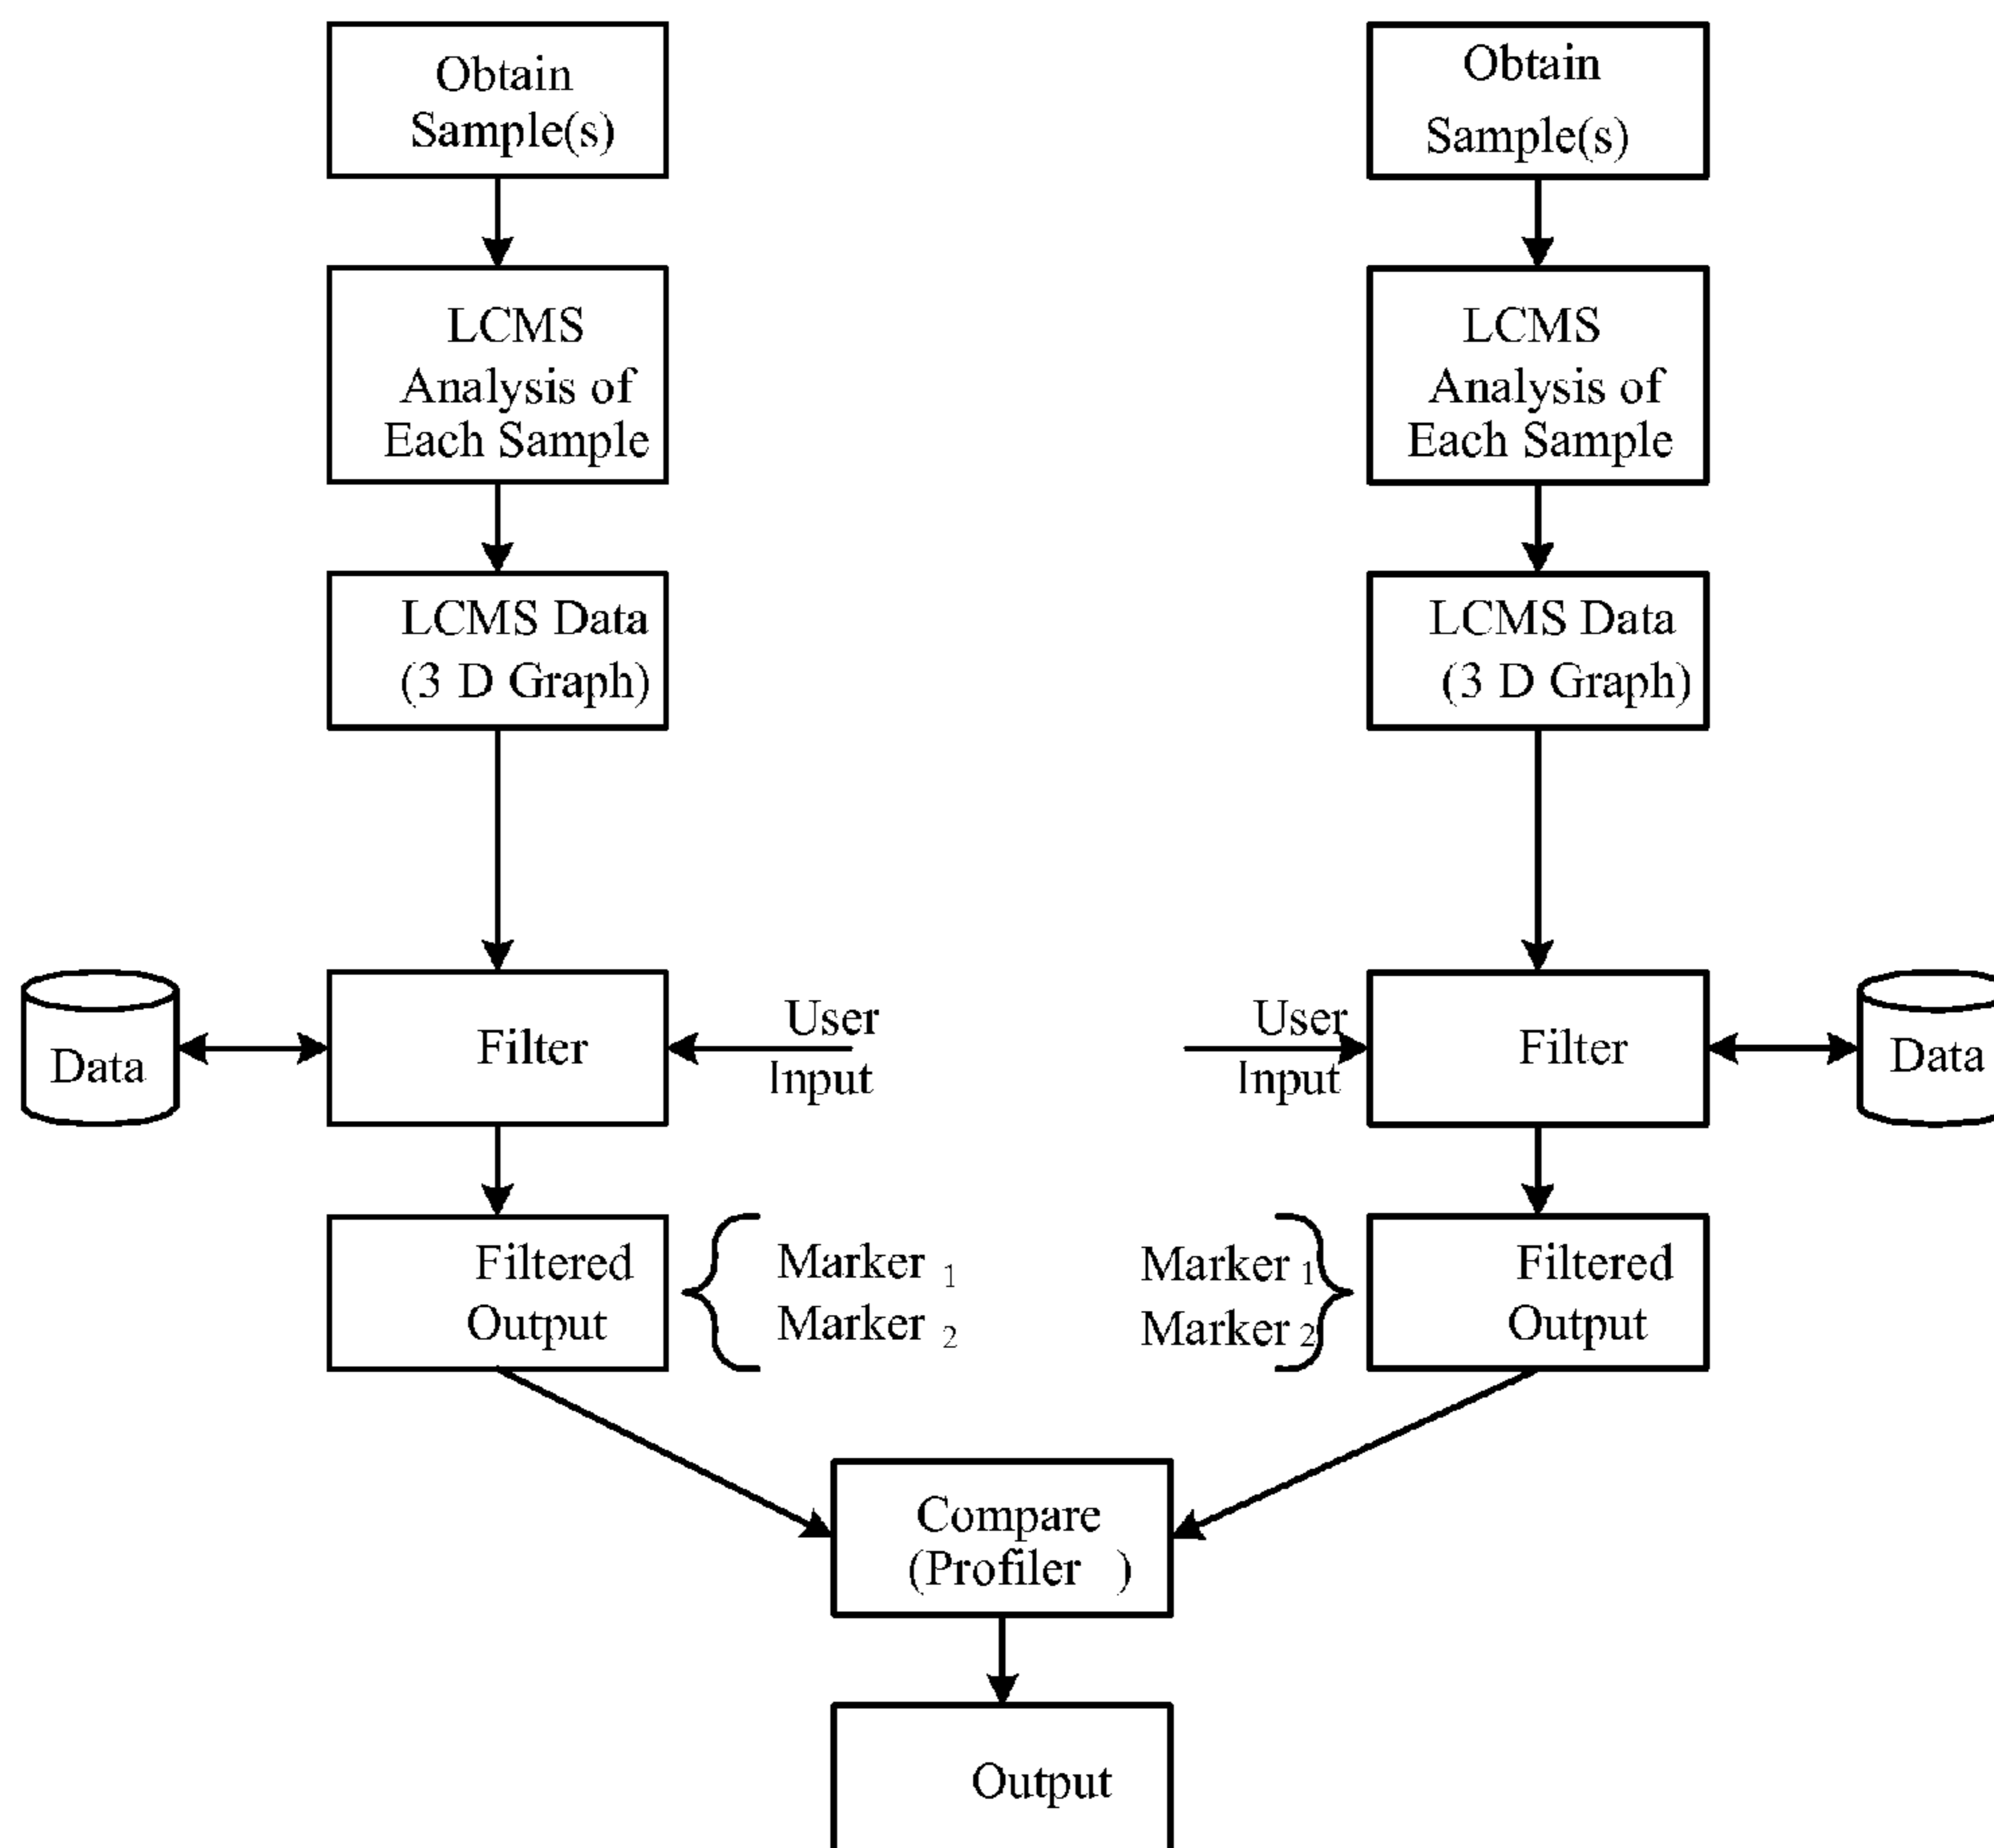 Obtain
Sample(s)
Obtain
Sample(s)
LCMS
Analysis of
Each Sample
LCMS
Analysis of
Each Sample
LCMS Data
(3 D Graph)
LCMS Data
(3 D Graph)
Data
Filter
User
Input
User
Input
Filter
Data
Filtered
Output
Marker 1
Marker 2
Marker 1
Marker 2
Filtered
Output
Compare
(Profiler )
Output